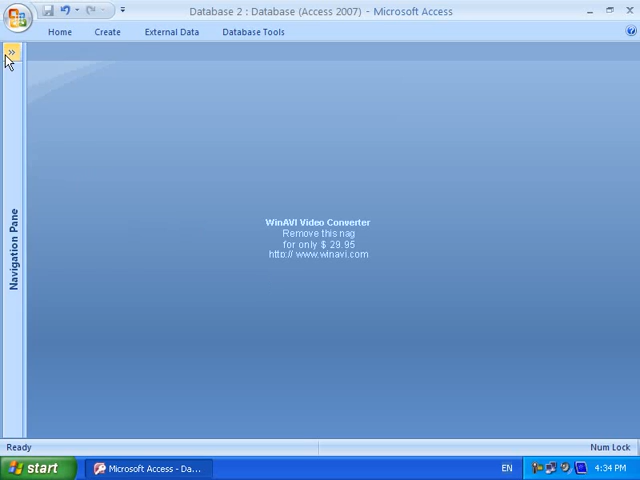 Database 2 : Database (Access 2007) - Microsoft Access
Home Create External Data Database Tools
»
Navigation Pane
WinAVI Video Converter
Remove this nag
for only $ 29.95
http:// www.winavi.com
Ready Num Lock
start Microsoft Access - Da... EN 4:34 PM